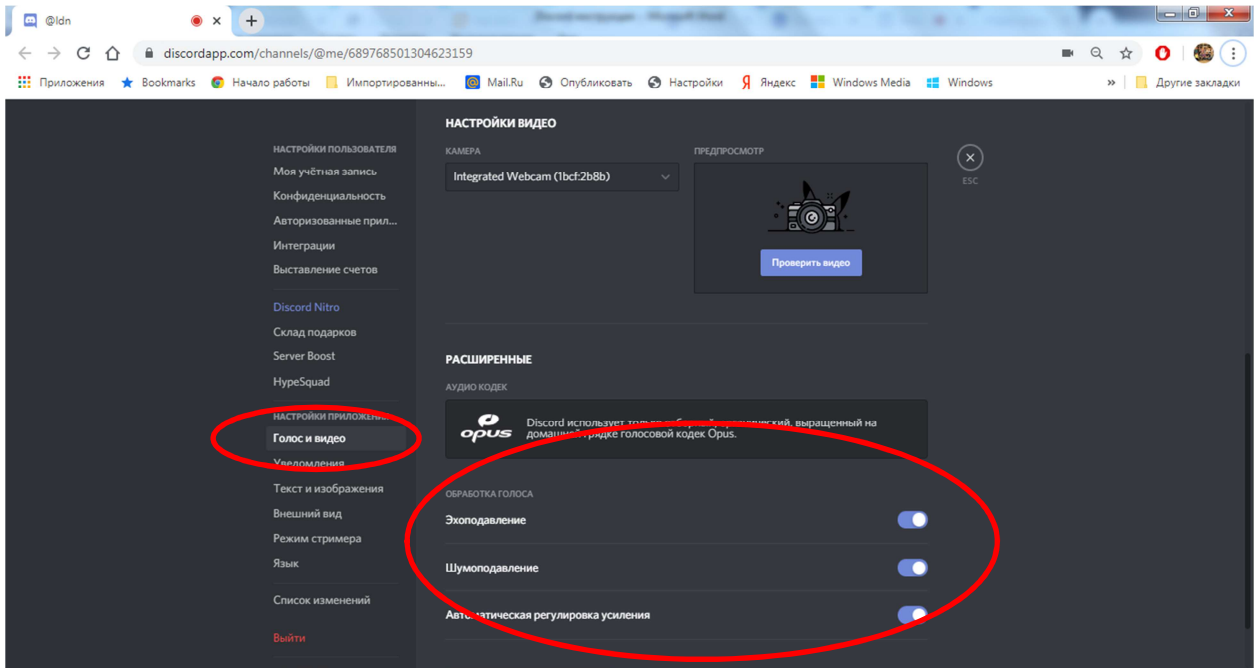 @ldn
discordapp.com/channels/@me/689768501304623159
Приложения Bookmarks Начало работы Импортированны... Mail.Ru Опубликовать Настройки Яндекс Windows Media Windows » Другие закладки
НАСТРОЙКИ ПОЛЬЗОВАТЕЛЯ
Моя учётная запись
Конфиденциальность
Авторизованные прил...
Интеграции
Выставление счетов
Discord Nitro
Склад подарков
Server Boost
HypeSquad
НАСТРОЙКИ ПРИЛОЖЕНИ
Голос и видео
Уведомления
Текст и изображения
Внешний вид
Режим стримера
Язык
Список изменений
Выйти
НАСТРОЙКИ ВИДЕО
КАМЕРА
Integrated Webcam (1bcf:2b8b)
ПРЕДПРОСМОТР
Проверить видео
ESC
РАСШИРЕННЫЕ
АУДИО КОДЕК
opus
Discord использует только выращенный на
домашней грядке голосовой кодек Opus.
ОБРАБОТКА ГОЛОСА
Эхоподавление
Шумоподавление
Автоматическая регулировка усиления